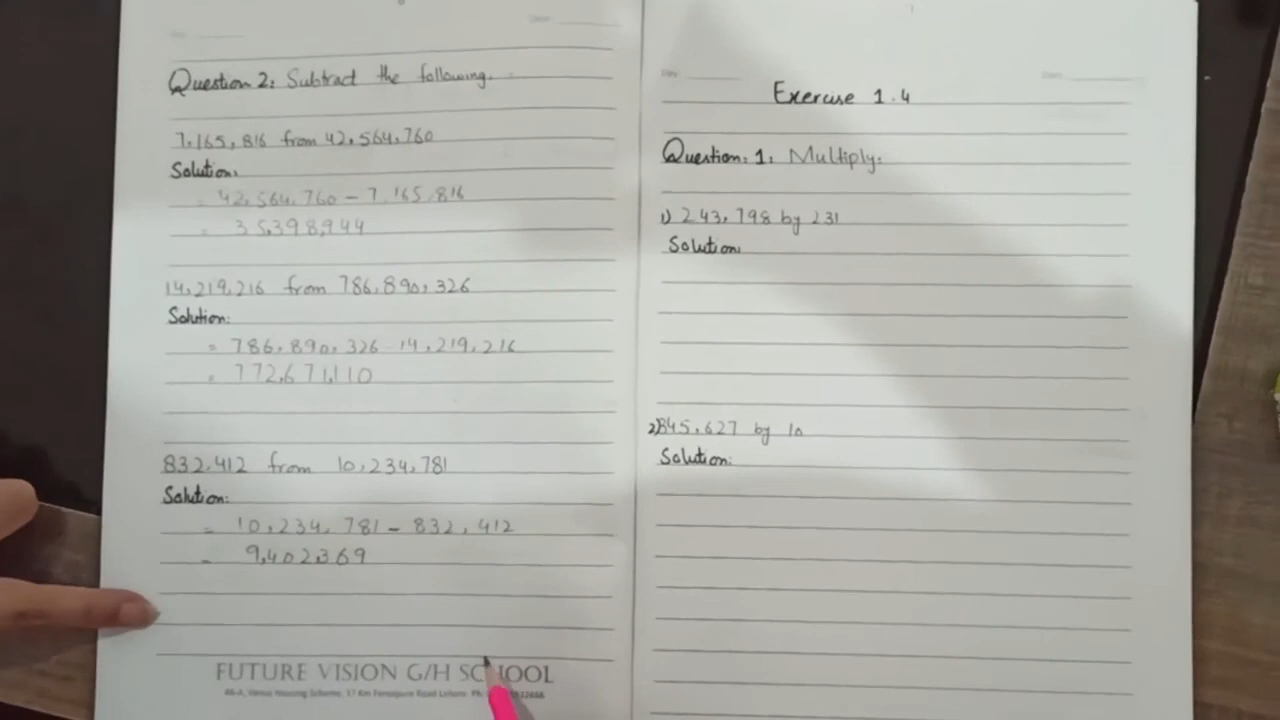 Question 2: Subtract the following.
7,165,816 from 42,564,760
Solution:
= 42,564,760 - 7,165,816
= 35,398,944
14,219,216 from 786,890,326
Solution:
= 786,890,326 - 14,219,216
= 772,671,110
832,412 from 10,234,781
Solution:
= 10,234,781 - 832,412
= 9,402,369
FUTURE VISION G/H SCHOOL
Exercise 1.4
Question: 1: Multiply.
1) 243,798 by 231
Solution:
2) 845,627 by 10
Solution: